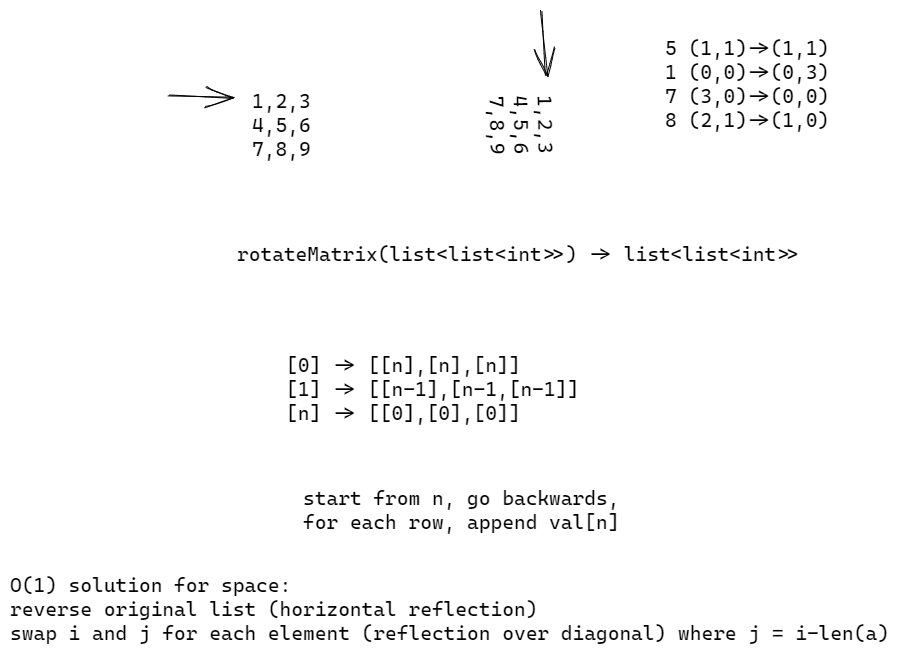 1,2,3
4,5,6
7,8,9
1,2,3
4,5,6
7,8,9
5 (1,1)→(1,1)
1 (0,0)→(0,3)
7 (3,0)→(0,0)
8 (2,1)→(1,0)
rotateMatrix(list<list<int>>) → list<list<int>>
[0] → [[n],[n],[n]]
[1] → [[n-1],[n-1,[n-1]]
[n] → [[0],[0],[0]]
start from n, go backwards,
for each row, append val[n]
O(1) solution for space:
reverse original list (horizontal reflection)
swap i and j for each element (reflection over diagonal) where j = i-len(a)